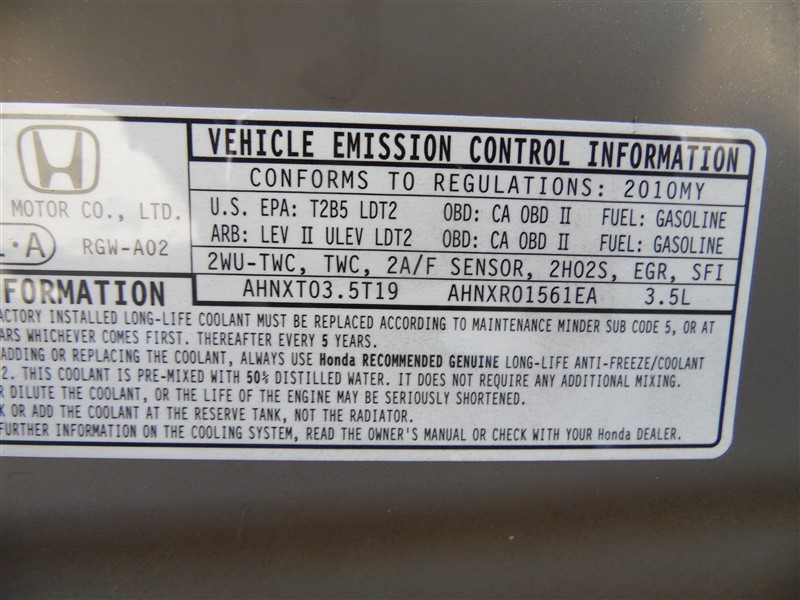 VEHICLE EMISSION CONTROL INFORMATION
CONFORMS TO REGULATIONS: 2010MY
MOTOR CO., LTD.
U.S. EPA: T2B5 LDT2 OBD: CA OBD II FUEL: GASOLINE
ARB: LEV II ULEV LDT2 OBD: CA OBD II FUEL: GASOLINE
·A RGW-A02
2WU-TWC, TWC, 2A/F SENSOR, 2HO2S, EGR, SFI
AHNXT03.5T19 AHNXR0156IEA 3.5L
FORMATION
ACTORY INSTALLED LONG-LIFE COOLANT MUST BE REPLACED ACCORDING TO MAINTENANCE MINDER SUB CODE 5, OR AT
ARS WHICHEVER COMES FIRST. THEREAFTER EVERY 5 YEARS.
ADDING OR REPLACING THE COOLANT, ALWAYS USE Honda RECOMMENDED GENUINE LONG-LIFE ANTI-FREEZE/COOLANT
2. THIS COOLANT IS PRE-MIXED WITH 50% DISTILLED WATER. IT DOES NOT REQUIRE ANY ADDITIONAL MIXING.
R DILUTE THE COOLANT, OR THE LIFE OF THE ENGINE MAY BE SERIOUSLY SHORTENED.
K OR ADD THE COOLANT AT THE RESERVE TANK, NOT THE RADIATOR.
FURTHER INFORMATION ON THE COOLING SYSTEM, READ THE OWNER'S MANUAL OR CHECK WITH YOUR Honda DEALER.